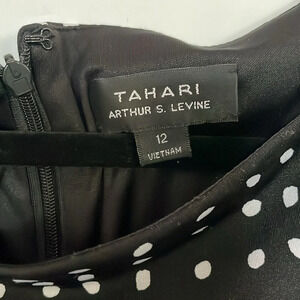 TAHARI
ARTHUR S. LEVINE
12
VIETNAM